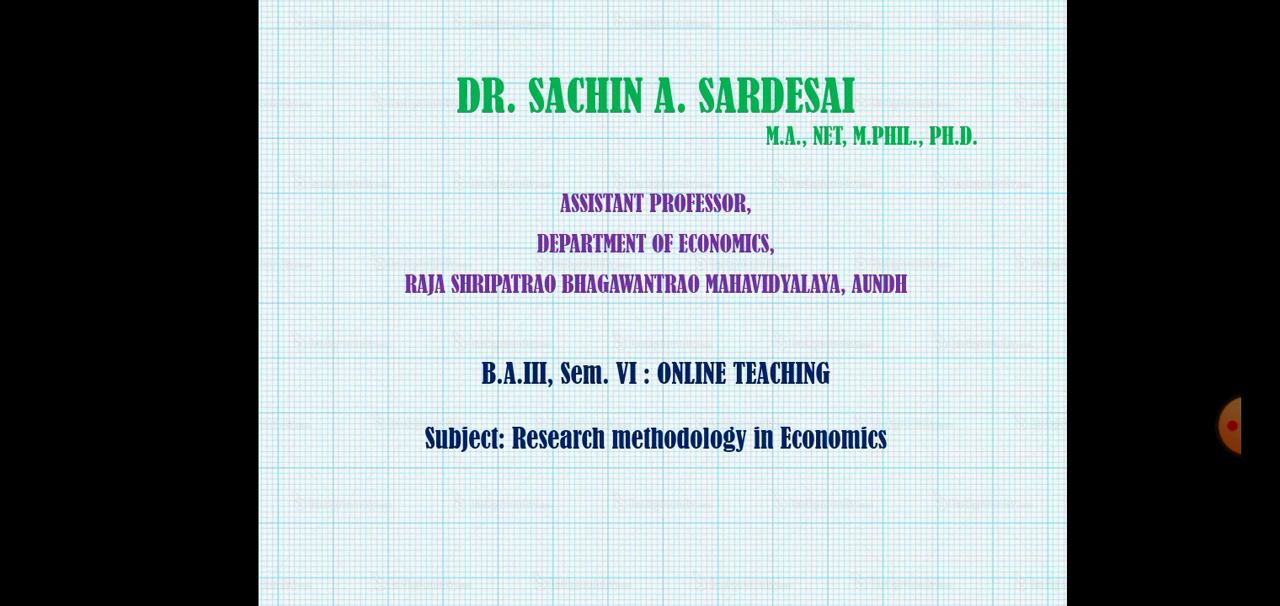 DR. SACHIN A. SARDESAI
M.A., NET, M.PHIL., PH.D.
ASSISTANT PROFESSOR,
DEPARTMENT OF ECONOMICS,
RAJA SHRIPATRAO BHAGAWANTRAO MAHAVIDYALAYA, AUNDH
B.A.III, Sem. VI : ONLINE TEACHING
Subject: Research methodology in Economics